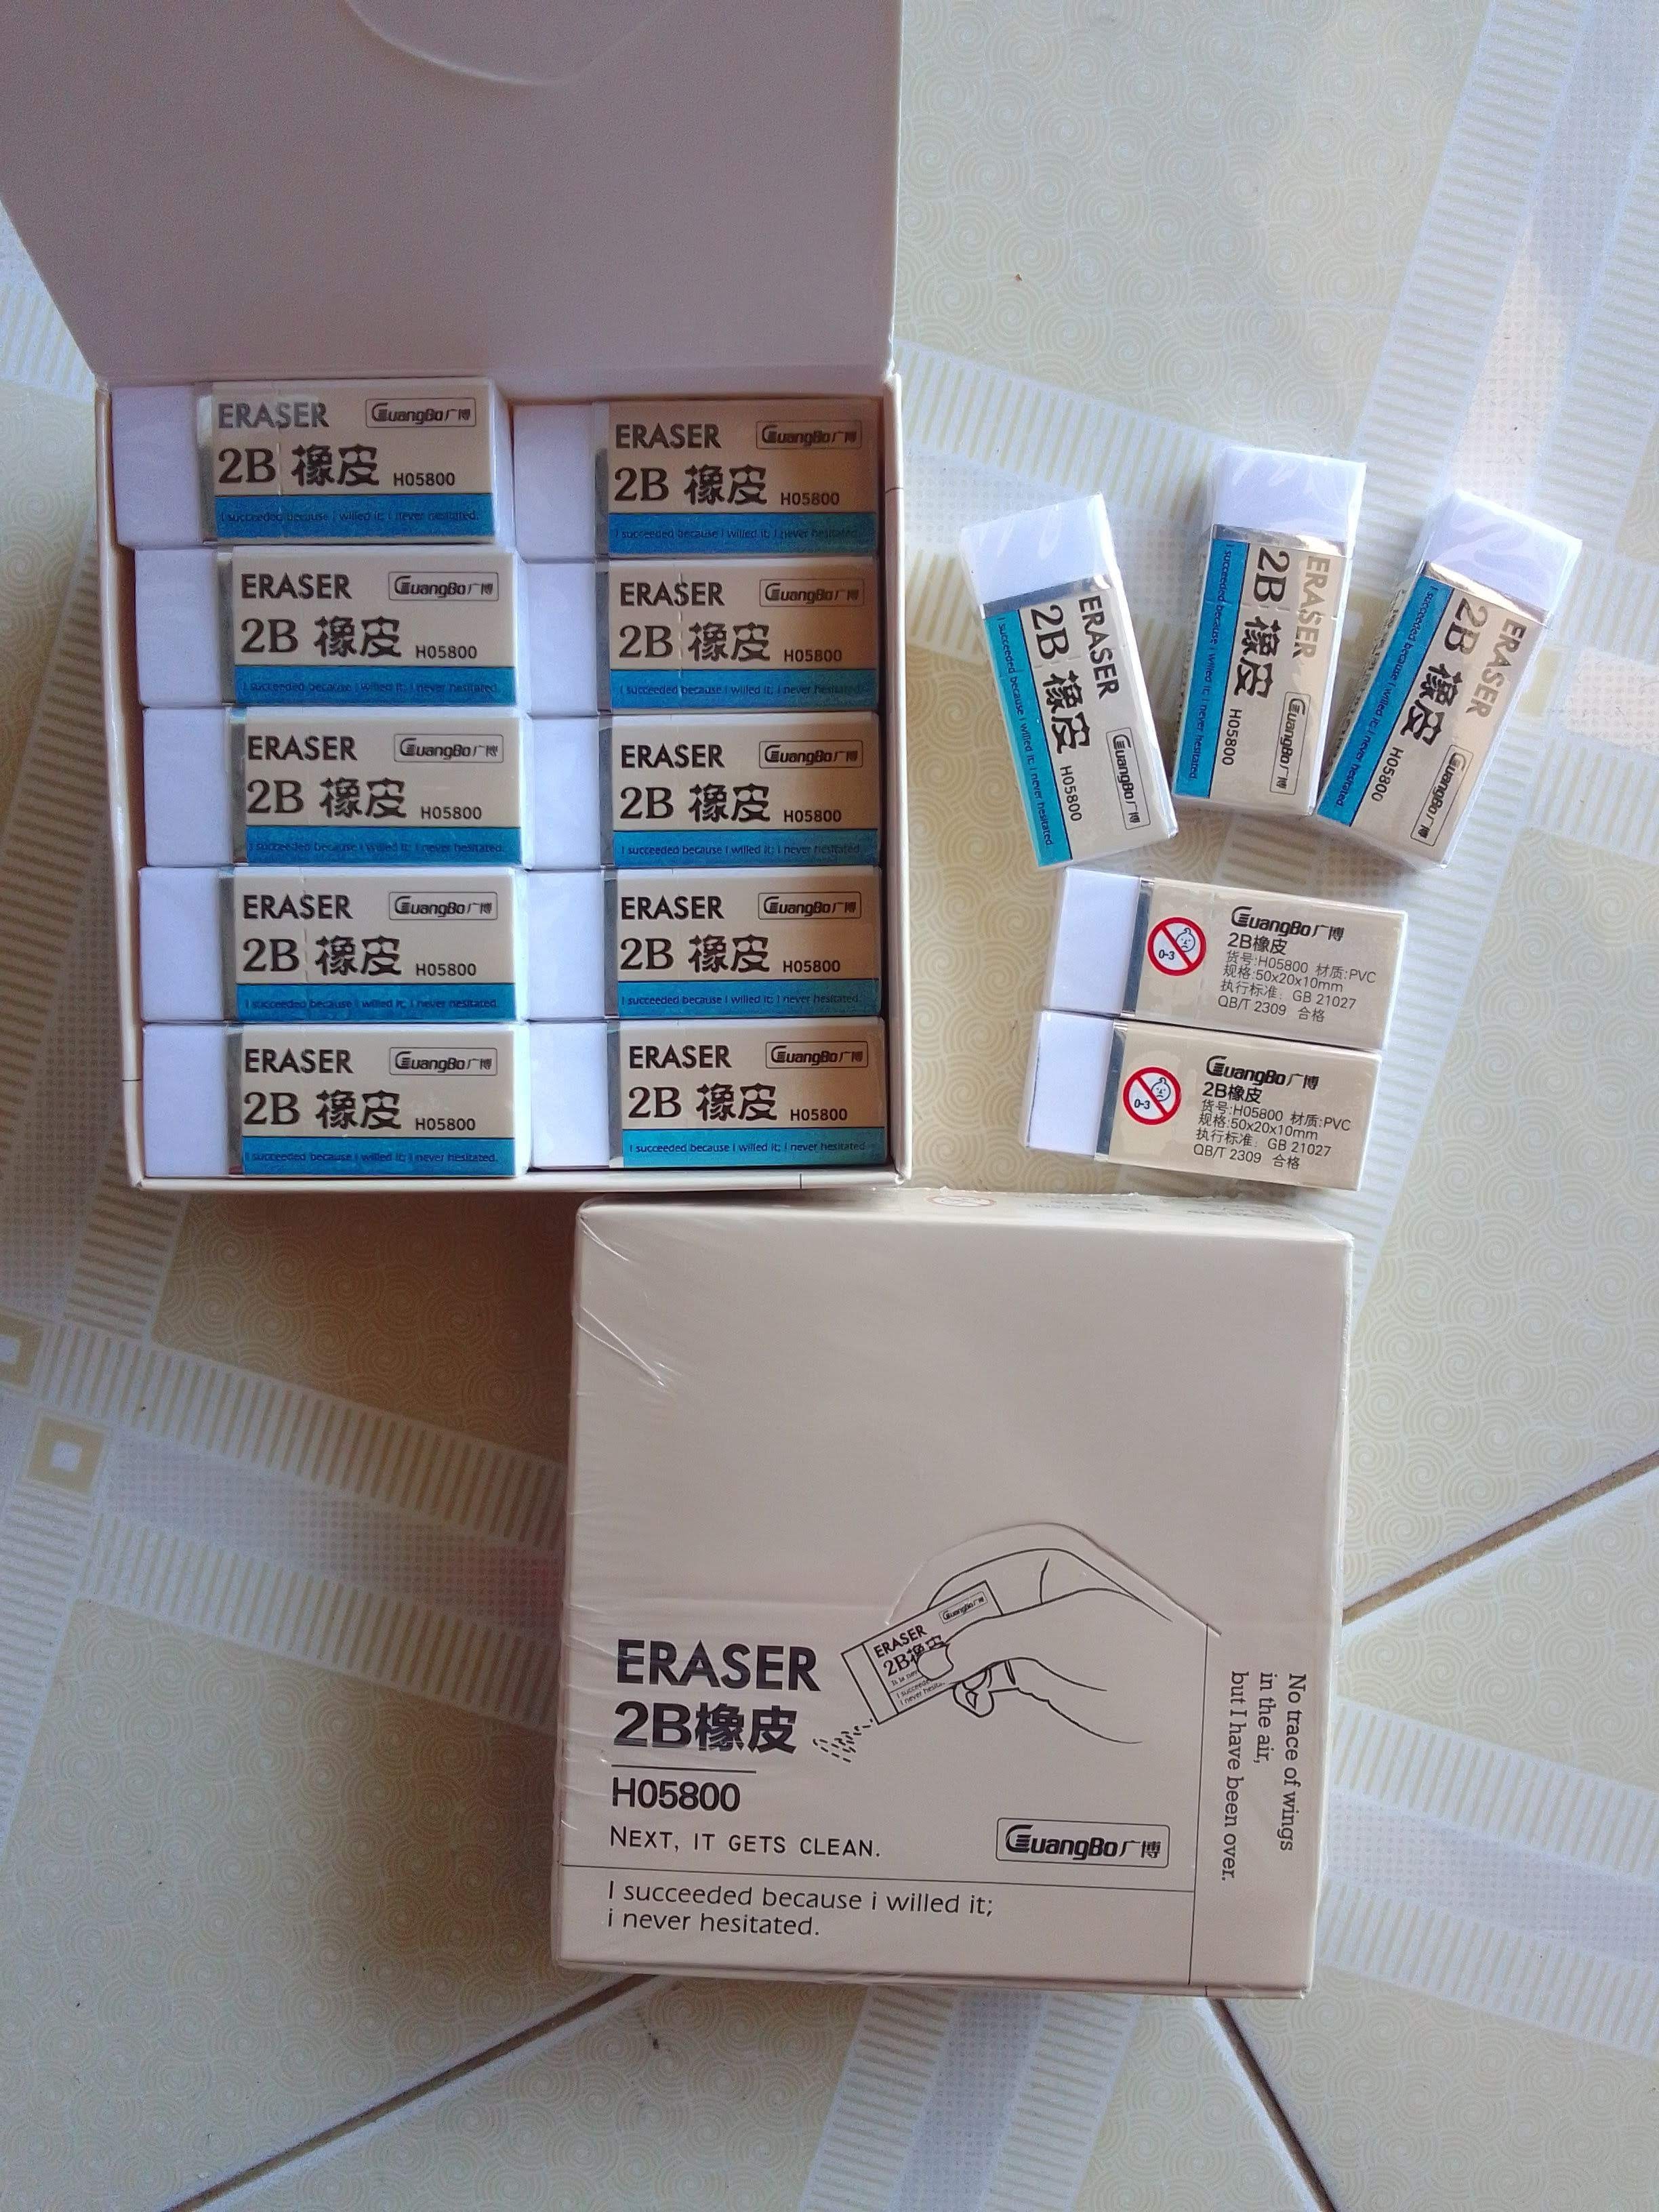 ERASER GuangBo广博
2B 橡皮 H05800
I succeeded because i willed it; I never hesitated.
ERASER GuangBo广博
2B 橡皮 H05800
I succeeded because i willed it; I never hesitated.
ERASER GuangBo广博
2B 橡皮 H05800
I succeeded because i willed it; I never hesitated.
ERASER GuangBo广博
2B 橡皮 H05800
I succeeded because i willed it; I never hesitated.
ERASER GuangBo广博
2B 橡皮 H05800
I succeeded because i willed it; I never hesitated.
ERASER GuangBo广博
2B 橡皮 H05800
I succeeded because i willed it; I never hesitated.
ERASER GuangBo广博
2B 橡皮 H05800
I succeeded because i willed it; I never hesitated.
ERASER GuangBo广博
2B 橡皮 H05800
I succeeded because i willed it; I never hesitated.
ERASER GuangBo广博
2B 橡皮 H05800
I succeeded because i willed it; I never hesitated.
ERASER GuangBo广博
2B 橡皮 H05800
I succeeded because i willed it; I never hesitated.
ERASER GuangBo广博
2B 橡皮 H05800
I succeeded because i willed it; I never hesitated.
ERASER GuangBo广博
2B 橡皮 H05800
I succeeded because i willed it; I never hesitated.
ERASER GuangBo广博
2B 橡皮 H05800
I succeeded because i willed it; I never hesitated.
0-3
GuangBo广博
2B橡皮
货号:H05800 材质:PVC
规格:50x20x10mm
执行标准: GB 21027
QB/T 2309 合格
0-3
GuangBo广博
2B橡皮
货号:H05800 材质:PVC
规格:50x20x10mm
执行标准: GB 21027
QB/T 2309 合格
GuangBo广博
ERASER
2B橡皮
I succeeded
I never
ERASER
2B橡皮
H05800
NEXT, IT GETS CLEAN.
GuangBo广博
I succeeded because i willed it;
i never hesitated.
No trace of wings
in the air,
but I have been over.